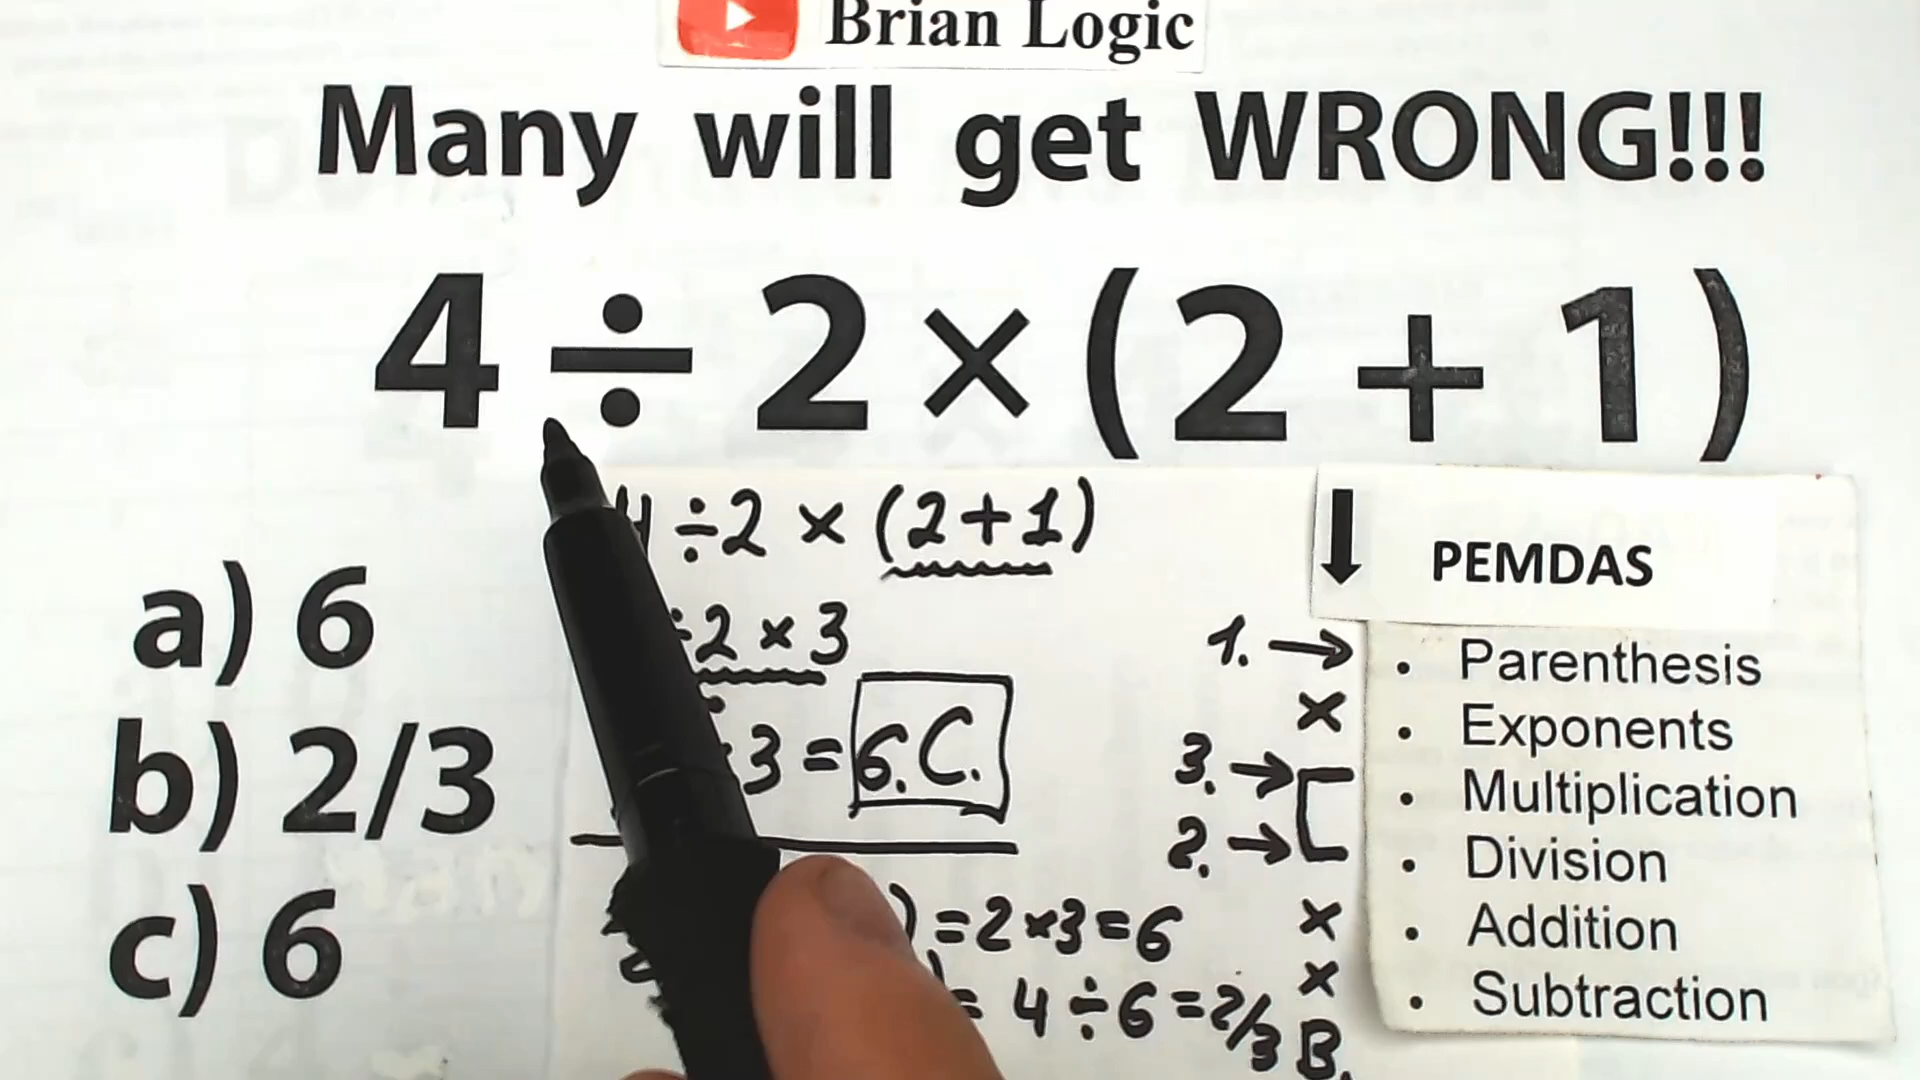 Brian Logic
Many will get WRONG!!!
4 ÷ 2 × (2 + 1)
a) 6
b) 2/3
c) 6
4 ÷ 2 × (2+1)
÷ 2 × 3
3 = 6. C.
) = 2 × 3 = 6
= 4 ÷ 6 = 2/3 B.
PEMDAS
1. → • Parenthesis
× • Exponents
3. → • Multiplication
2. → • Division
× • Addition
× • Subtraction